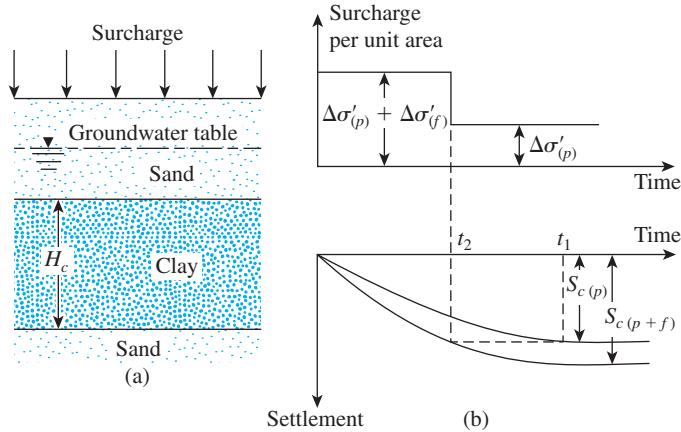 Surcharge
Groundwater table
Sand
H_c
Clay
Sand
(a)
Surcharge
per unit area
Δσ′_(p) + Δσ′_(f)
Δσ′_(p)
Time
t_2
t_1
Time
S_c (p)
S_c (p + f)
Settlement
(b)